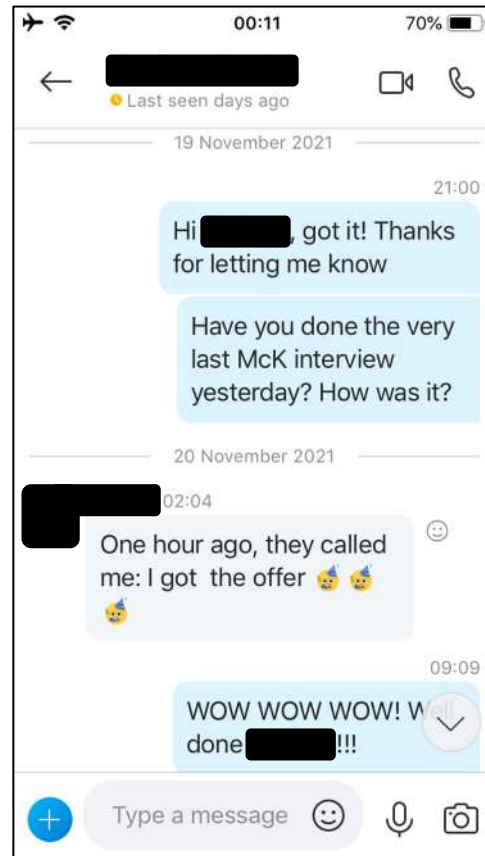 00:11
70%
Last seen days ago
19 November 2021
21:00
Hi , got it! Thanks
for letting me know
Have you done the very
last McK interview
yesterday? How was it?
20 November 2021
02:04
One hour ago, they called
me: I got the offer
09:09
WOW WOW WOW!
done !!!
Type a message